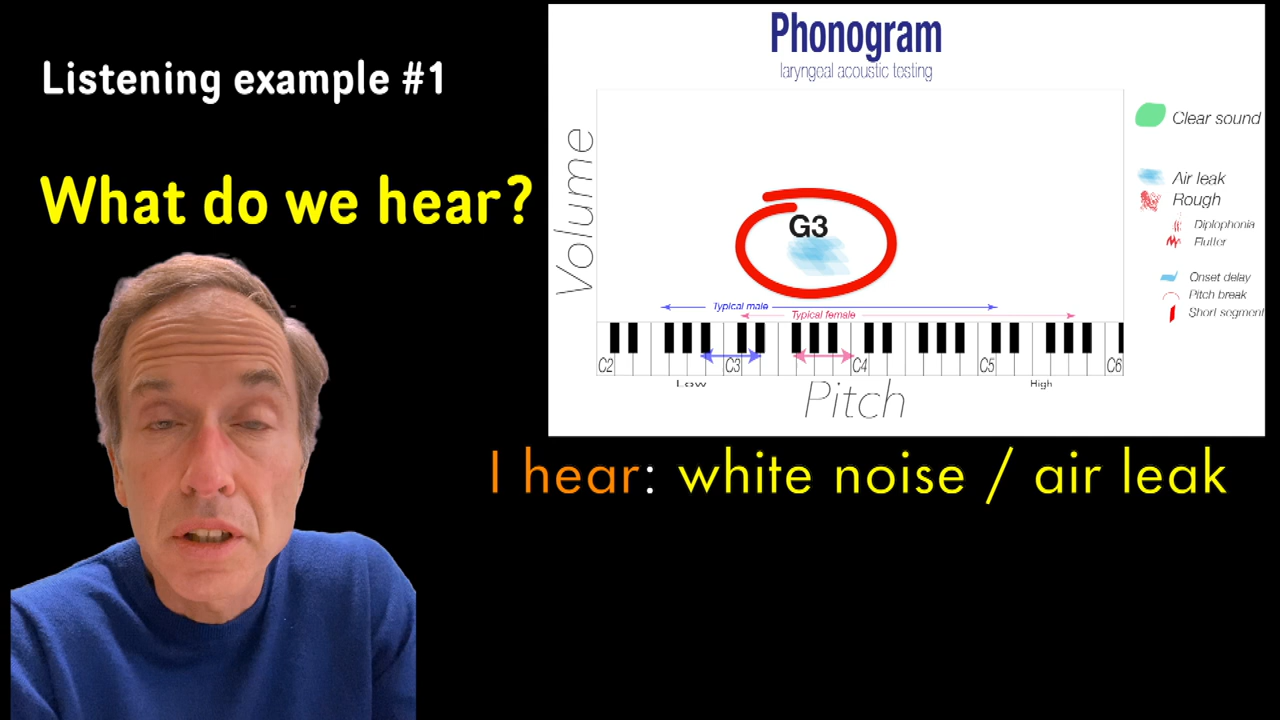 Listening example #1
What do we hear?
Phonogram
laryngeal acoustic testing
Volume
G3
Clear sound
Air leak
Rough
Diplophonia
Flutter
Onset delay
Pitch break
Short segment
Typical male
Typical female
C2
C3
C4
C5
C6
Low
High
Pitch
I hear: white noise / air leak